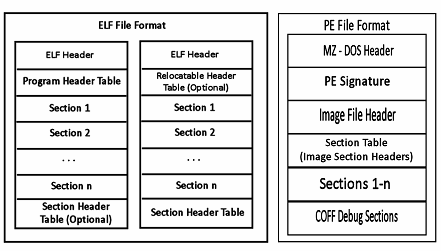 ELF File Format
ELF Header
Program Header Table
Section 1
Section 2
. . .
Section n
Section Header
Table (Optional)
ELF Header
Relocatable Header
Table (Optional)
Section 1
Section 2
. . .
Section n
Section Header Table
PE File Format
MZ - DOS Header
PE Signature
Image File Header
Section Table
(Image Section Headers)
Sections 1-n
COFF Debug Sections